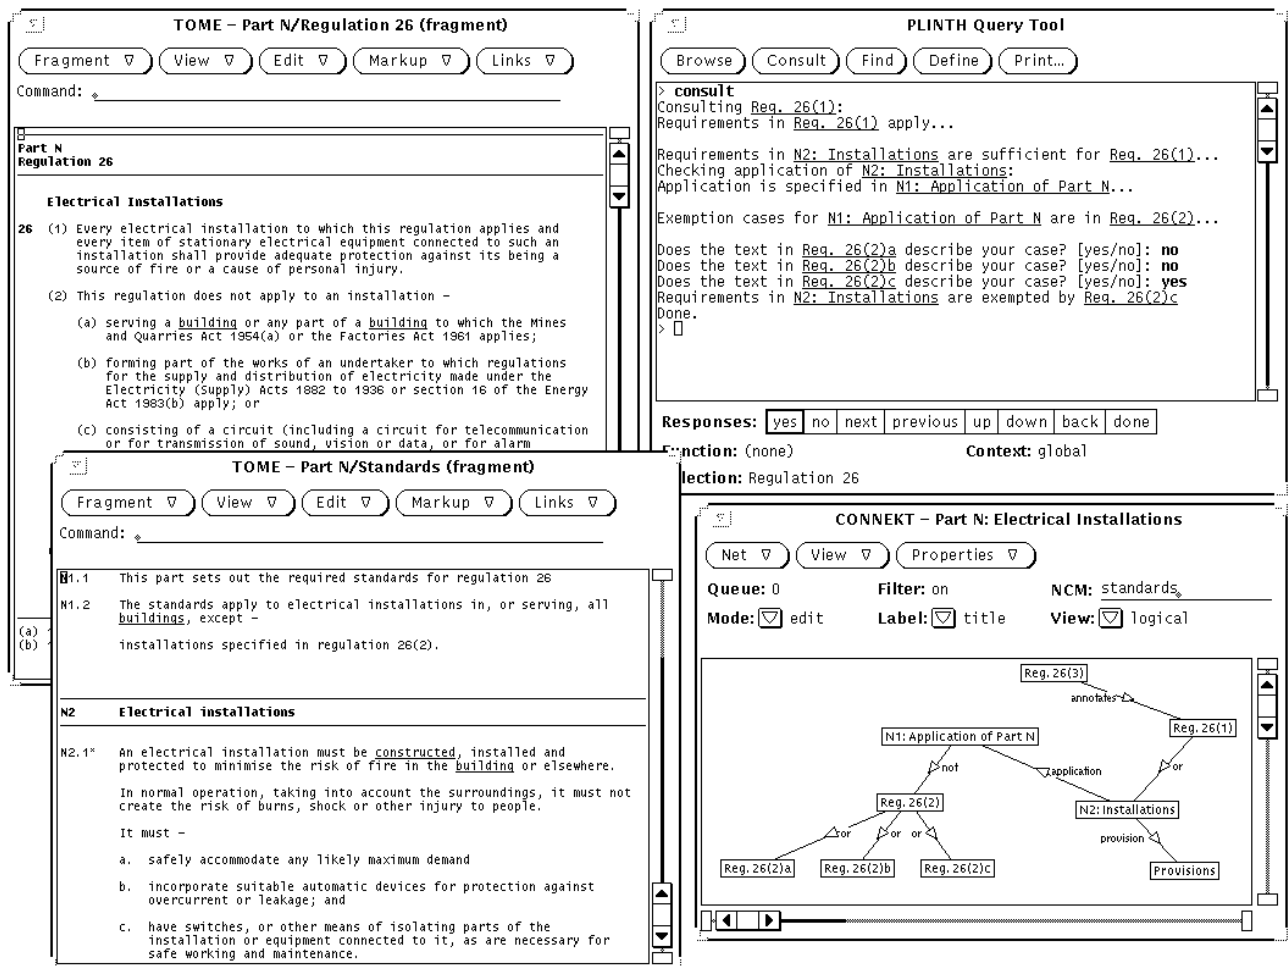 TOME – Part N/Regulation 26 (fragment)
Fragment View Edit Markup Links
Command:
Part N
Regulation 26
Electrical Installations
26 (1) Every electrical installation to which this regulation applies and
every item of stationary electrical equipment connected to such an
installation shall provide adequate protection against its being a
source of fire or a cause of personal injury.
(2) This regulation does not apply to an installation –
(a) serving a building or any part of a building to which the Mines
and Quarries Act 1954(a) or the Factories Act 1961 applies;
(b) forming part of the works of an undertaker to which regulations
for the supply and distribution of electricity made under the
Electricity (Supply) Acts 1882 to 1936 or section 16 of the Energy
Act 1983(b) apply; or
(c) consisting of a circuit (including a circuit for telecommunication
or for transmission of sound, vision or data, or for alarm
(a)
(b)
PLINTH Query Tool
Browse Consult Find Define Print...
> consult
Consulting Reg. 26(1):
Requirements in Reg. 26(1) apply...
Requirements in N2: Installations are sufficient for Reg. 26(1)...
Checking application of N2: Installations:
Application is specified in N1: Application of Part N...
Exemption cases for N1: Application of Part N are in Reg. 26(2)...
Does the text in Reg. 26(2)a describe your case? [yes/no]: no
Does the text in Reg. 26(2)b describe your case? [yes/no]: no
Does the text in Reg. 26(2)c describe your case? [yes/no]: yes
Requirements in N2: Installations are exempted by Reg. 26(2)c
Done.
>
Responses: yes no next previous up down back done
unction: (none) Context: global
lection: Regulation 26
TOME – Part N/Standards (fragment)
Fragment View Edit Markup Links
Command:
N1.1 This part sets out the required standards for regulation 26
N1.2 The standards apply to electrical installations in, or serving, all
buildings, except –
installations specified in regulation 26(2).
N2 Electrical installations
N2.1* An electrical installation must be constructed, installed and
protected to minimise the risk of fire in the building or elsewhere.
In normal operation, taking into account the surroundings, it must not
create the risk of burns, shock or other injury to people.
It must –
a. safely accommodate any likely maximum demand
b. incorporate suitable automatic devices for protection against
overcurrent or leakage; and
c. have switches, or other means of isolating parts of the
installation or equipment connected to it, as are necessary for
safe working and maintenance.
CONNEKT – Part N: Electrical Installations
Net View Properties
Queue: 0 Filter: on NCM: standards
Mode: edit Label: title View: logical
Reg. 26(3)
annotates
Reg. 26(1)
N1: Application of Part N
not
application
or
Reg. 26(2)
N2: Installations
or or or
provision
Reg. 26(2)a Reg. 26(2)b Reg. 26(2)c
Provisions